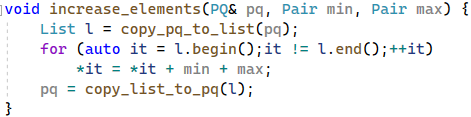 void increase_elements(PQ& pq, Pair min, Pair max) {
    List l = copy_pq_to_list(pq);
    for (auto it = l.begin();it != l.end();++it)
        *it = *it + min + max;
    pq = copy_list_to_pq(l);
}